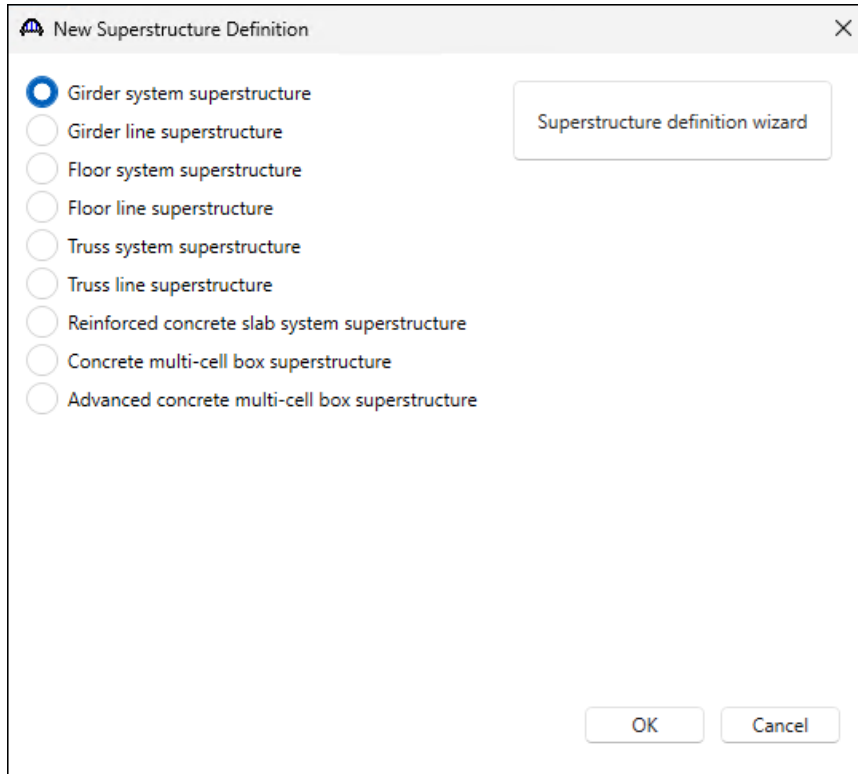 New Superstructure Definition
Girder system superstructure
Superstructure definition wizard
Girder line superstructure
Floor system superstructure
Floor line superstructure
Truss system superstructure
Truss line superstructure
Reinforced concrete slab system superstructure
Concrete multi-cell box superstructure
Advanced concrete multi-cell box superstructure
OK
Cancel